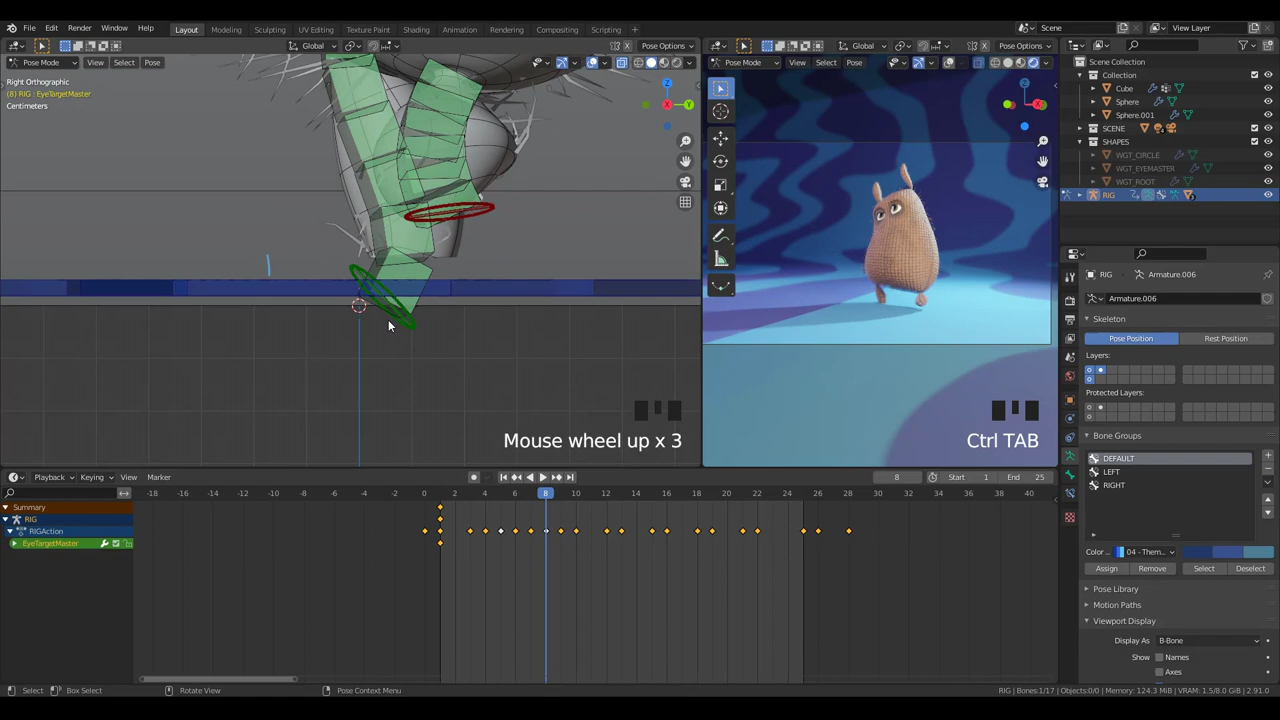 File Edit Render Window Help Layout Modeling Sculpting UV Editing Texture Paint Shading Animation Rendering Compositing Scripting Scene View Layer
Global Pose Options Global Pose Options
Pose Mode View Select Pose Pose Mode View Select Pose
Right Orthographic
(8) RIG : EyeTargetMaster
Centimeters
Z
Y
Z
X
Mouse wheel up x 3
Ctrl TAB
Scene Collection
Collection
Cube
Sphere
Sphere.001
SCENE
SHAPES
WGT_CIRCLE
WGT_EYEMASTER
WGT_ROOT
RIG
RIG Armature.006
Armature.006
Skeleton
Pose Position Rest Position
Layers:
Protected Layers:
Bone Groups
DEFAULT
LEFT
RIGHT
Color ... 04 - Them...
Assign Remove Select Deselect
Pose Library
Motion Paths
Viewport Display
Display As B-Bone
Show Names
Axes
Playback Keying View Marker 8 Start 1 End 25
-18 -16 -14 -12 -10 -8 -6 -4 -2 0 2 4 6 8 10 12 14 16 18 20 22 24 26 28 30 32 34 36 38 40
Summary
RIG
RIGAction
EyeTargetMaster
Select Box Select Rotate View Pose Context Menu RIG | Bones:1/17 | Objects:0/0 | Memory: 124.3 MiB | VRAM: 1.5/8.0 GiB | 2.91.0